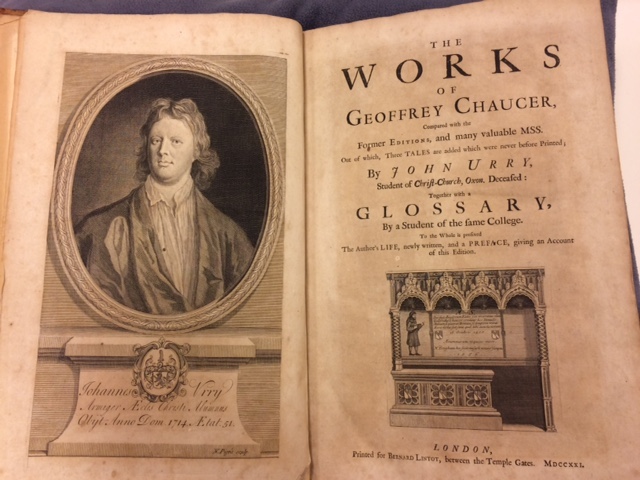 Johannes Vrry
Armiger Ædis Christi Alumnus
Obijt Anno Dom. 1714. Ætat. 51.
THE
WORKS
OF
GEOFFREY CHAUCER,
Compared with the
Former EDITIONS, and many valuable MSS.
Out of which, Three TALES are added which were never before Printed;
By JOHN URRY,
Student of Christ-Church, Oxon. Deceased:
Together with a
GLOSSARY,
By a Student of the same College.
To the Whole is prefixed
The Author's LIFE, newly written, and a PREFACE, giving an Account
of this Edition.
LONDON,
Printed for BERNARD LINTOT, between the Temple Gates. MDCCXXI.